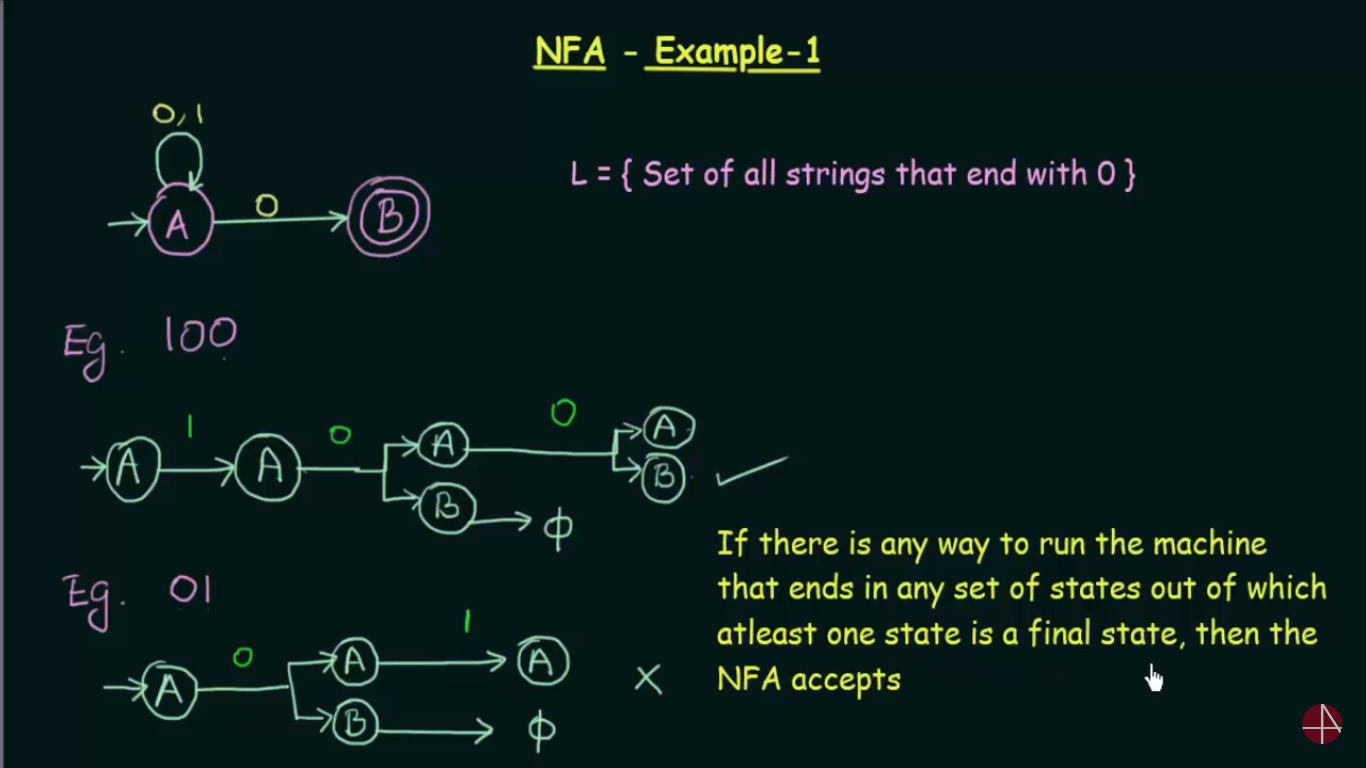 NFA - Example-1
0,1
L = { Set of all strings that end with 0 }
A 0 B
Eg. 100
1 0 0
A A A A
B B
ϕ
If there is any way to run the machine
that ends in any set of states out of which
atleast one state is a final state, then the
NFA accepts
Eg. 01
0 1
A A A
B ϕ